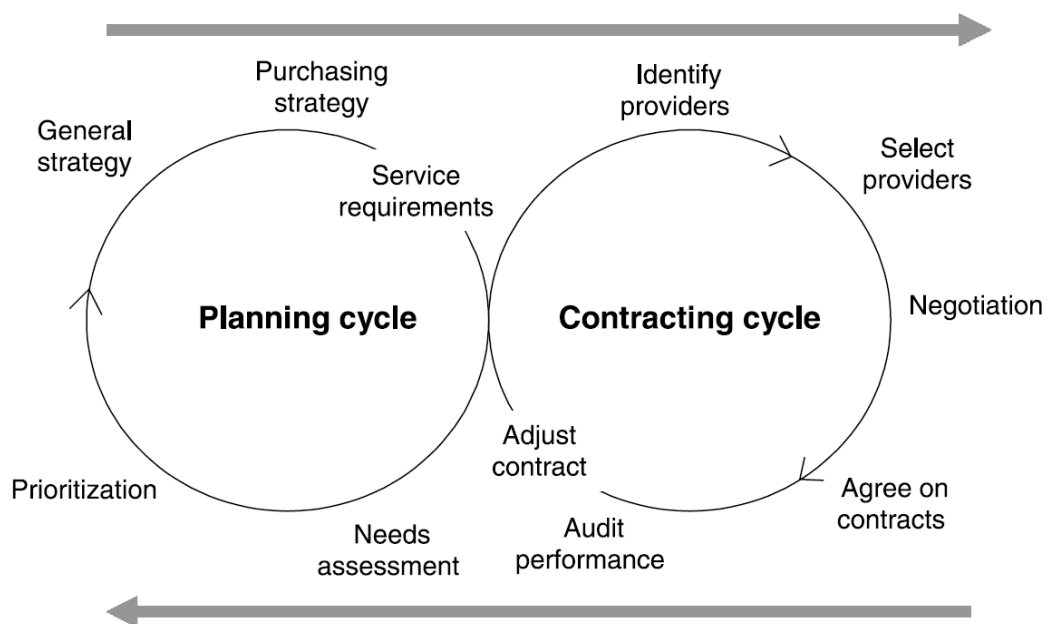 Purchasing
strategy
Identify
providers
General
strategy
Select
providers
Service
requirements
Planning cycle
Contracting cycle
Negotiation
Adjust
contract
Prioritization
Agree on
contracts
Needs
assessment
Audit
performance